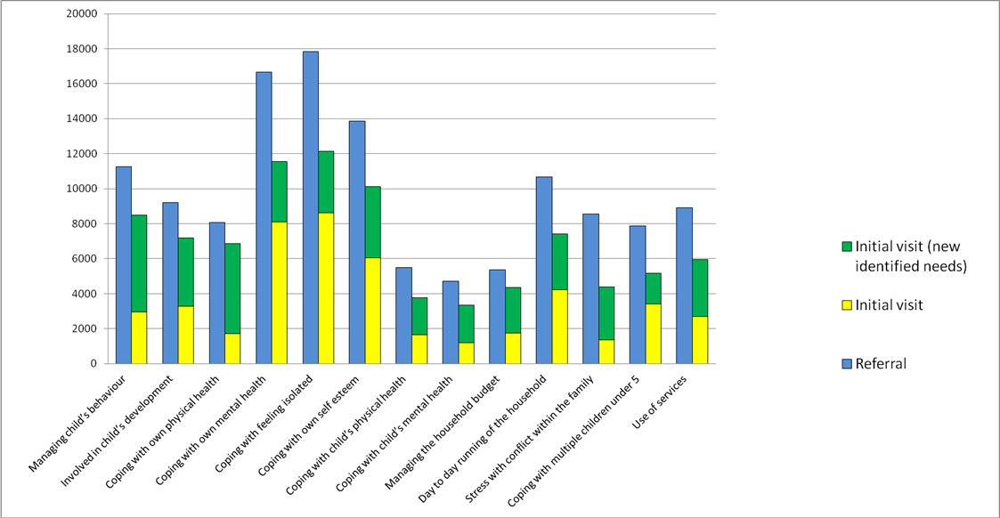 20000
18000
16000
14000
12000
10000
8000
6000
4000
2000
0
Managing child's behaviour
Involved in child's development
Coping with own physical health
Coping with own mental health
Coping with feeling isolated
Coping with own self esteem
Coping with child's physical health
Coping with child's mental health
Managing the household budget
Day to day running of the household
Stress with conflict within the family
Coping with multiple children under 5
Use of services
Initial visit (new
identified needs)
Initial visit
Referral